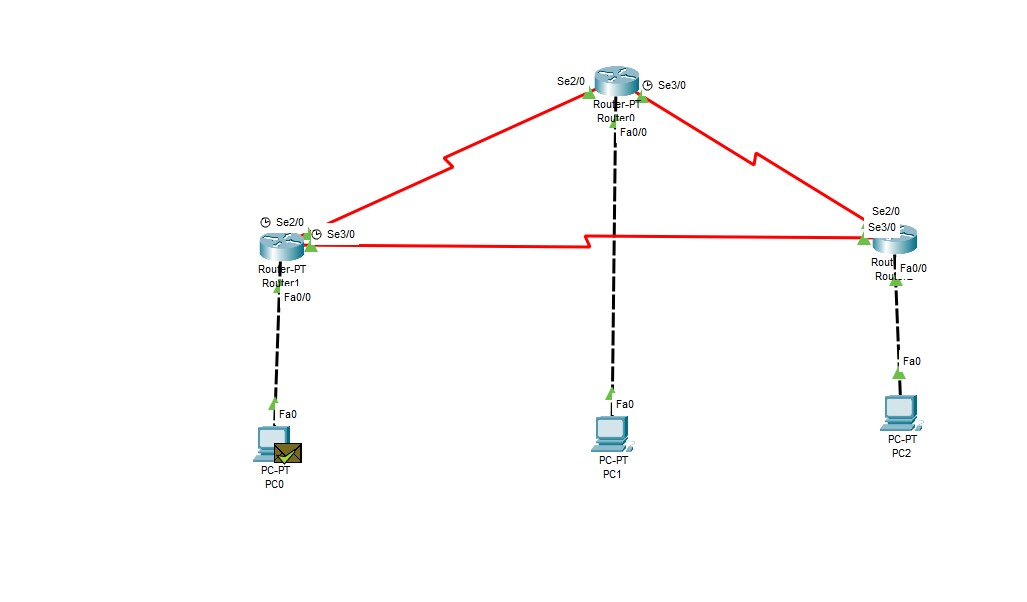 Se2/0
Se3/0
Router-PT
Router0
Fa0/0
Se2/0
Se3/0
Router-PT
Router1
Fa0/0
Se2/0
Se3/0
Fa0/0
Fa0
PC-PT
PC0
Fa0
PC-PT
PC1
Fa0
PC-PT
PC2